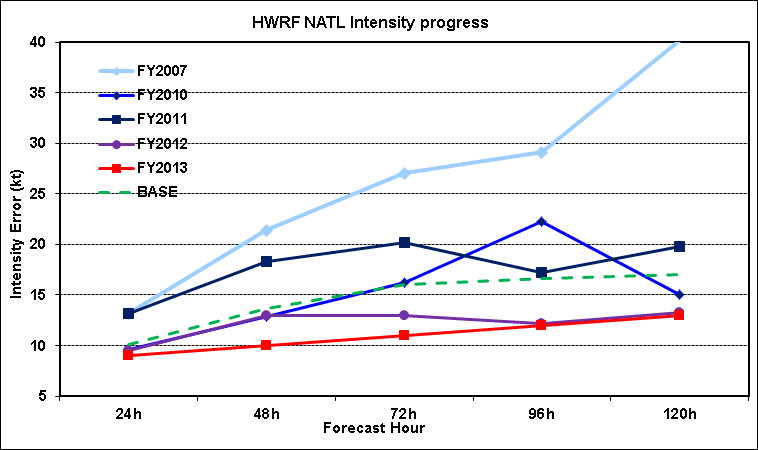 HWRF NATL Intensity progress
40
35
30
25
20
15
10
5
Intensity Error (kt)
FY2007
FY2010
FY2011
FY2012
FY2013
BASE
24h 48h 72h 96h 120h
Forecast Hour